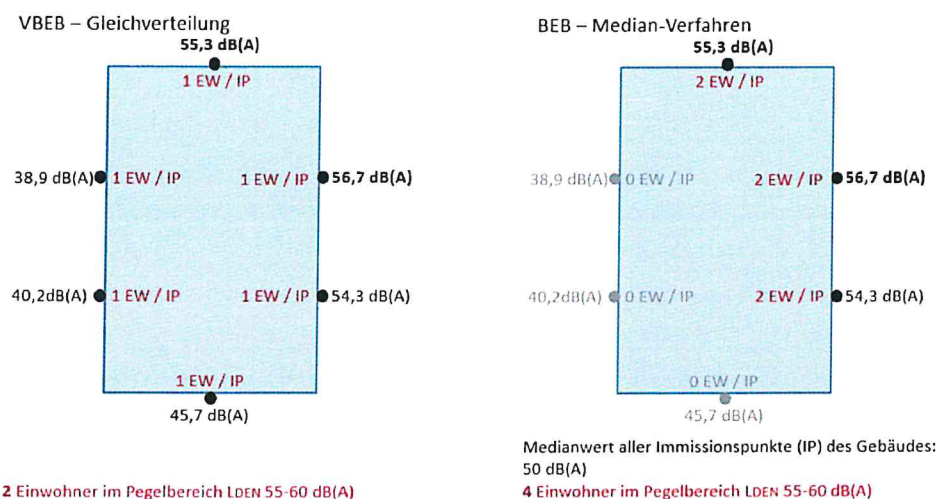 VBEB – Gleichverteilung
55,3 dB(A)
1 EW / IP
38,9 dB(A)
1 EW / IP
1 EW / IP
56,7 dB(A)
40,2dB(A)
1 EW / IP
1 EW / IP
54,3 dB(A)
1 EW / IP
45,7 dB(A)
2 Einwohner im Pegelbereich LDEN 55-60 dB(A)
BEB – Median-Verfahren
55,3 dB(A)
2 EW / IP
38,9 dB(A)
0 EW / IP
2 EW / IP
56,7 dB(A)
40,2dB(A)
0 EW / IP
2 EW / IP
54,3 dB(A)
0 EW / IP
45,7 dB(A)
Medianwert aller Immissionspunkte (IP) des Gebäudes:
50 dB(A)
4 Einwohner im Pegelbereich LDEN 55-60 dB(A)